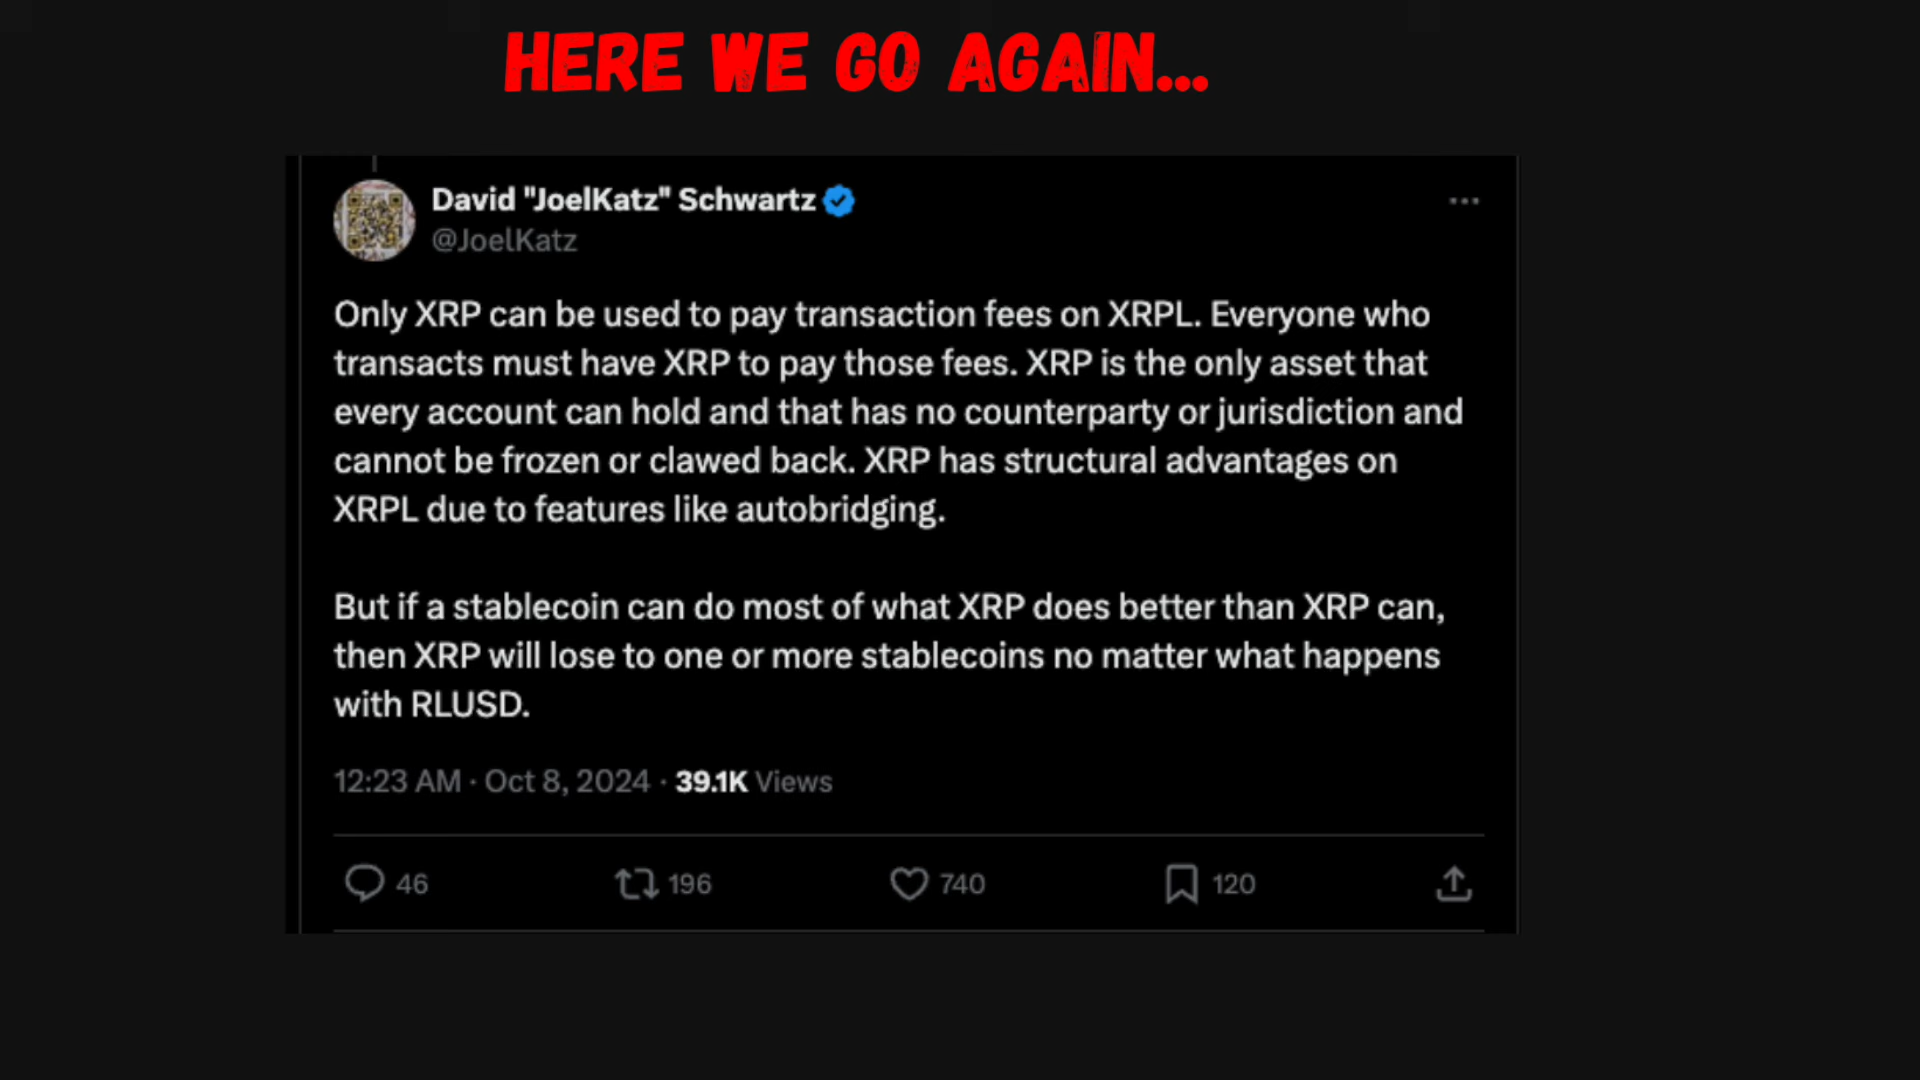 HERE WE GO AGAIN...
David "JoelKatz" Schwartz
@JoelKatz
Only XRP can be used to pay transaction fees on XRPL. Everyone who
transacts must have XRP to pay those fees. XRP is the only asset that
every account can hold and that has no counterparty or jurisdiction and
cannot be frozen or clawed back. XRP has structural advantages on
XRPL due to features like autobridging.
But if a stablecoin can do most of what XRP does better than XRP can,
then XRP will lose to one or more stablecoins no matter what happens
with RLUSD.
12:23 AM · Oct 8, 2024 · 39.1K Views
46 196 740 120